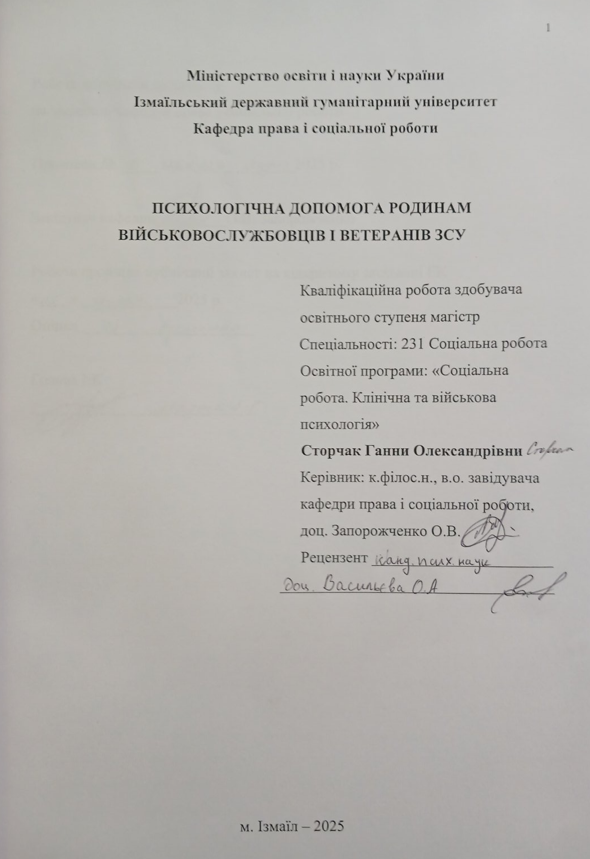 1
Міністерство освіти і науки України
Ізмаїльський державний гуманітарний університет
Кафедра права і соціальної роботи
ПСИХОЛОГІЧНА ДОПОМОГА РОДИНАМ
ВІЙСЬКОВОСЛУЖБОВЦІВ І ВЕТЕРАНІВ ЗСУ
Кваліфікаційна робота здобувача
освітнього ступеня магістр
Спеціальності: 231 Соціальна робота
Освітної програми: «Соціальна
робота. Клінічна та військова
психологія»
Сторчак Ганни Олександрівни
Керівник: к.філос.н., в.о. завідувача
кафедри права і соціальної роботи,
доц. Запорожченко О.В.
Рецензент канд. псих. наук
доц. Васильєва О.А
м. Ізмаїл – 2025